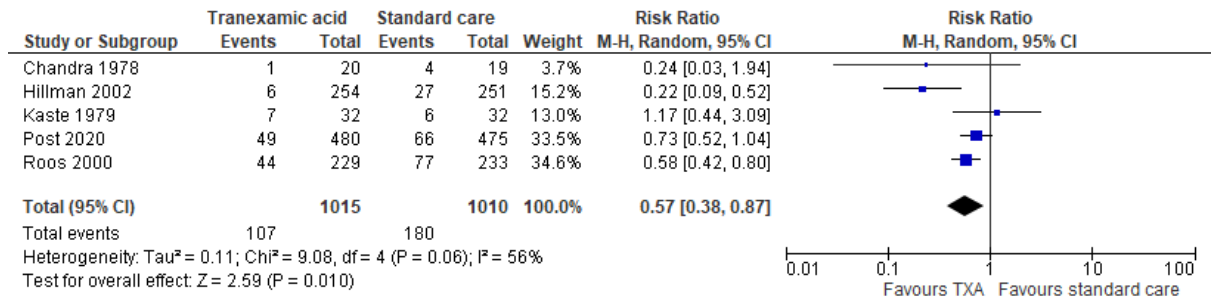 Tranexamic acid Standard care Risk Ratio Risk Ratio
Study or Subgroup Events Total Events Total Weight M-H, Random, 95% CI M-H, Random, 95% CI
Chandra 1978 1 20 4 19 3.7% 0.24 [0.03, 1.94]
Hillman 2002 6 254 27 251 15.2% 0.22 [0.09, 0.52]
Kaste 1979 7 32 6 32 13.0% 1.17 [0.44, 3.09]
Post 2020 49 480 66 475 33.5% 0.73 [0.52, 1.04]
Roos 2000 44 229 77 233 34.6% 0.58 [0.42, 0.80]
Total (95% CI) 1015 1010 100.0% 0.57 [0.38, 0.87]
Total events 107 180
Heterogeneity: Tau² = 0.11; Chi² = 9.08, df = 4 (P = 0.06); I² = 56%
Test for overall effect: Z = 2.59 (P = 0.010)
0.01 0.1 1 10 100
Favours TXA Favours standard care